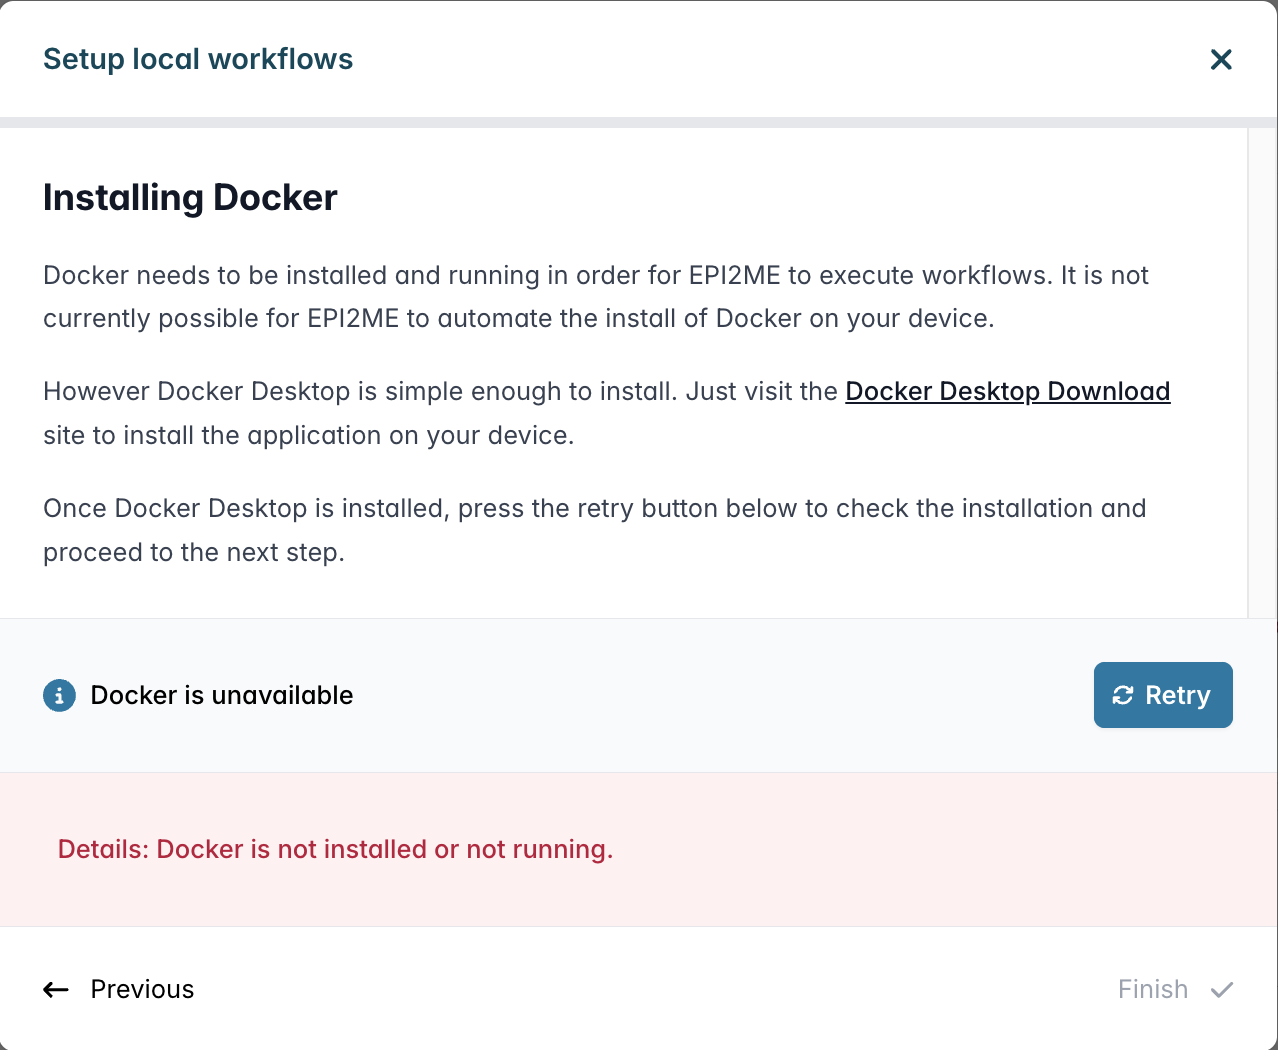 Setup local workflows
Installing Docker
Docker needs to be installed and running in order for EPI2ME to execute workflows. It is not
currently possible for EPI2ME to automate the install of Docker on your device.
However Docker Desktop is simple enough to install. Just visit the Docker Desktop Download
site to install the application on your device.
Once Docker Desktop is installed, press the retry button below to check the installation and
proceed to the next step.
Docker is unavailable
Retry
Details: Docker is not installed or not running.
Previous
Finish